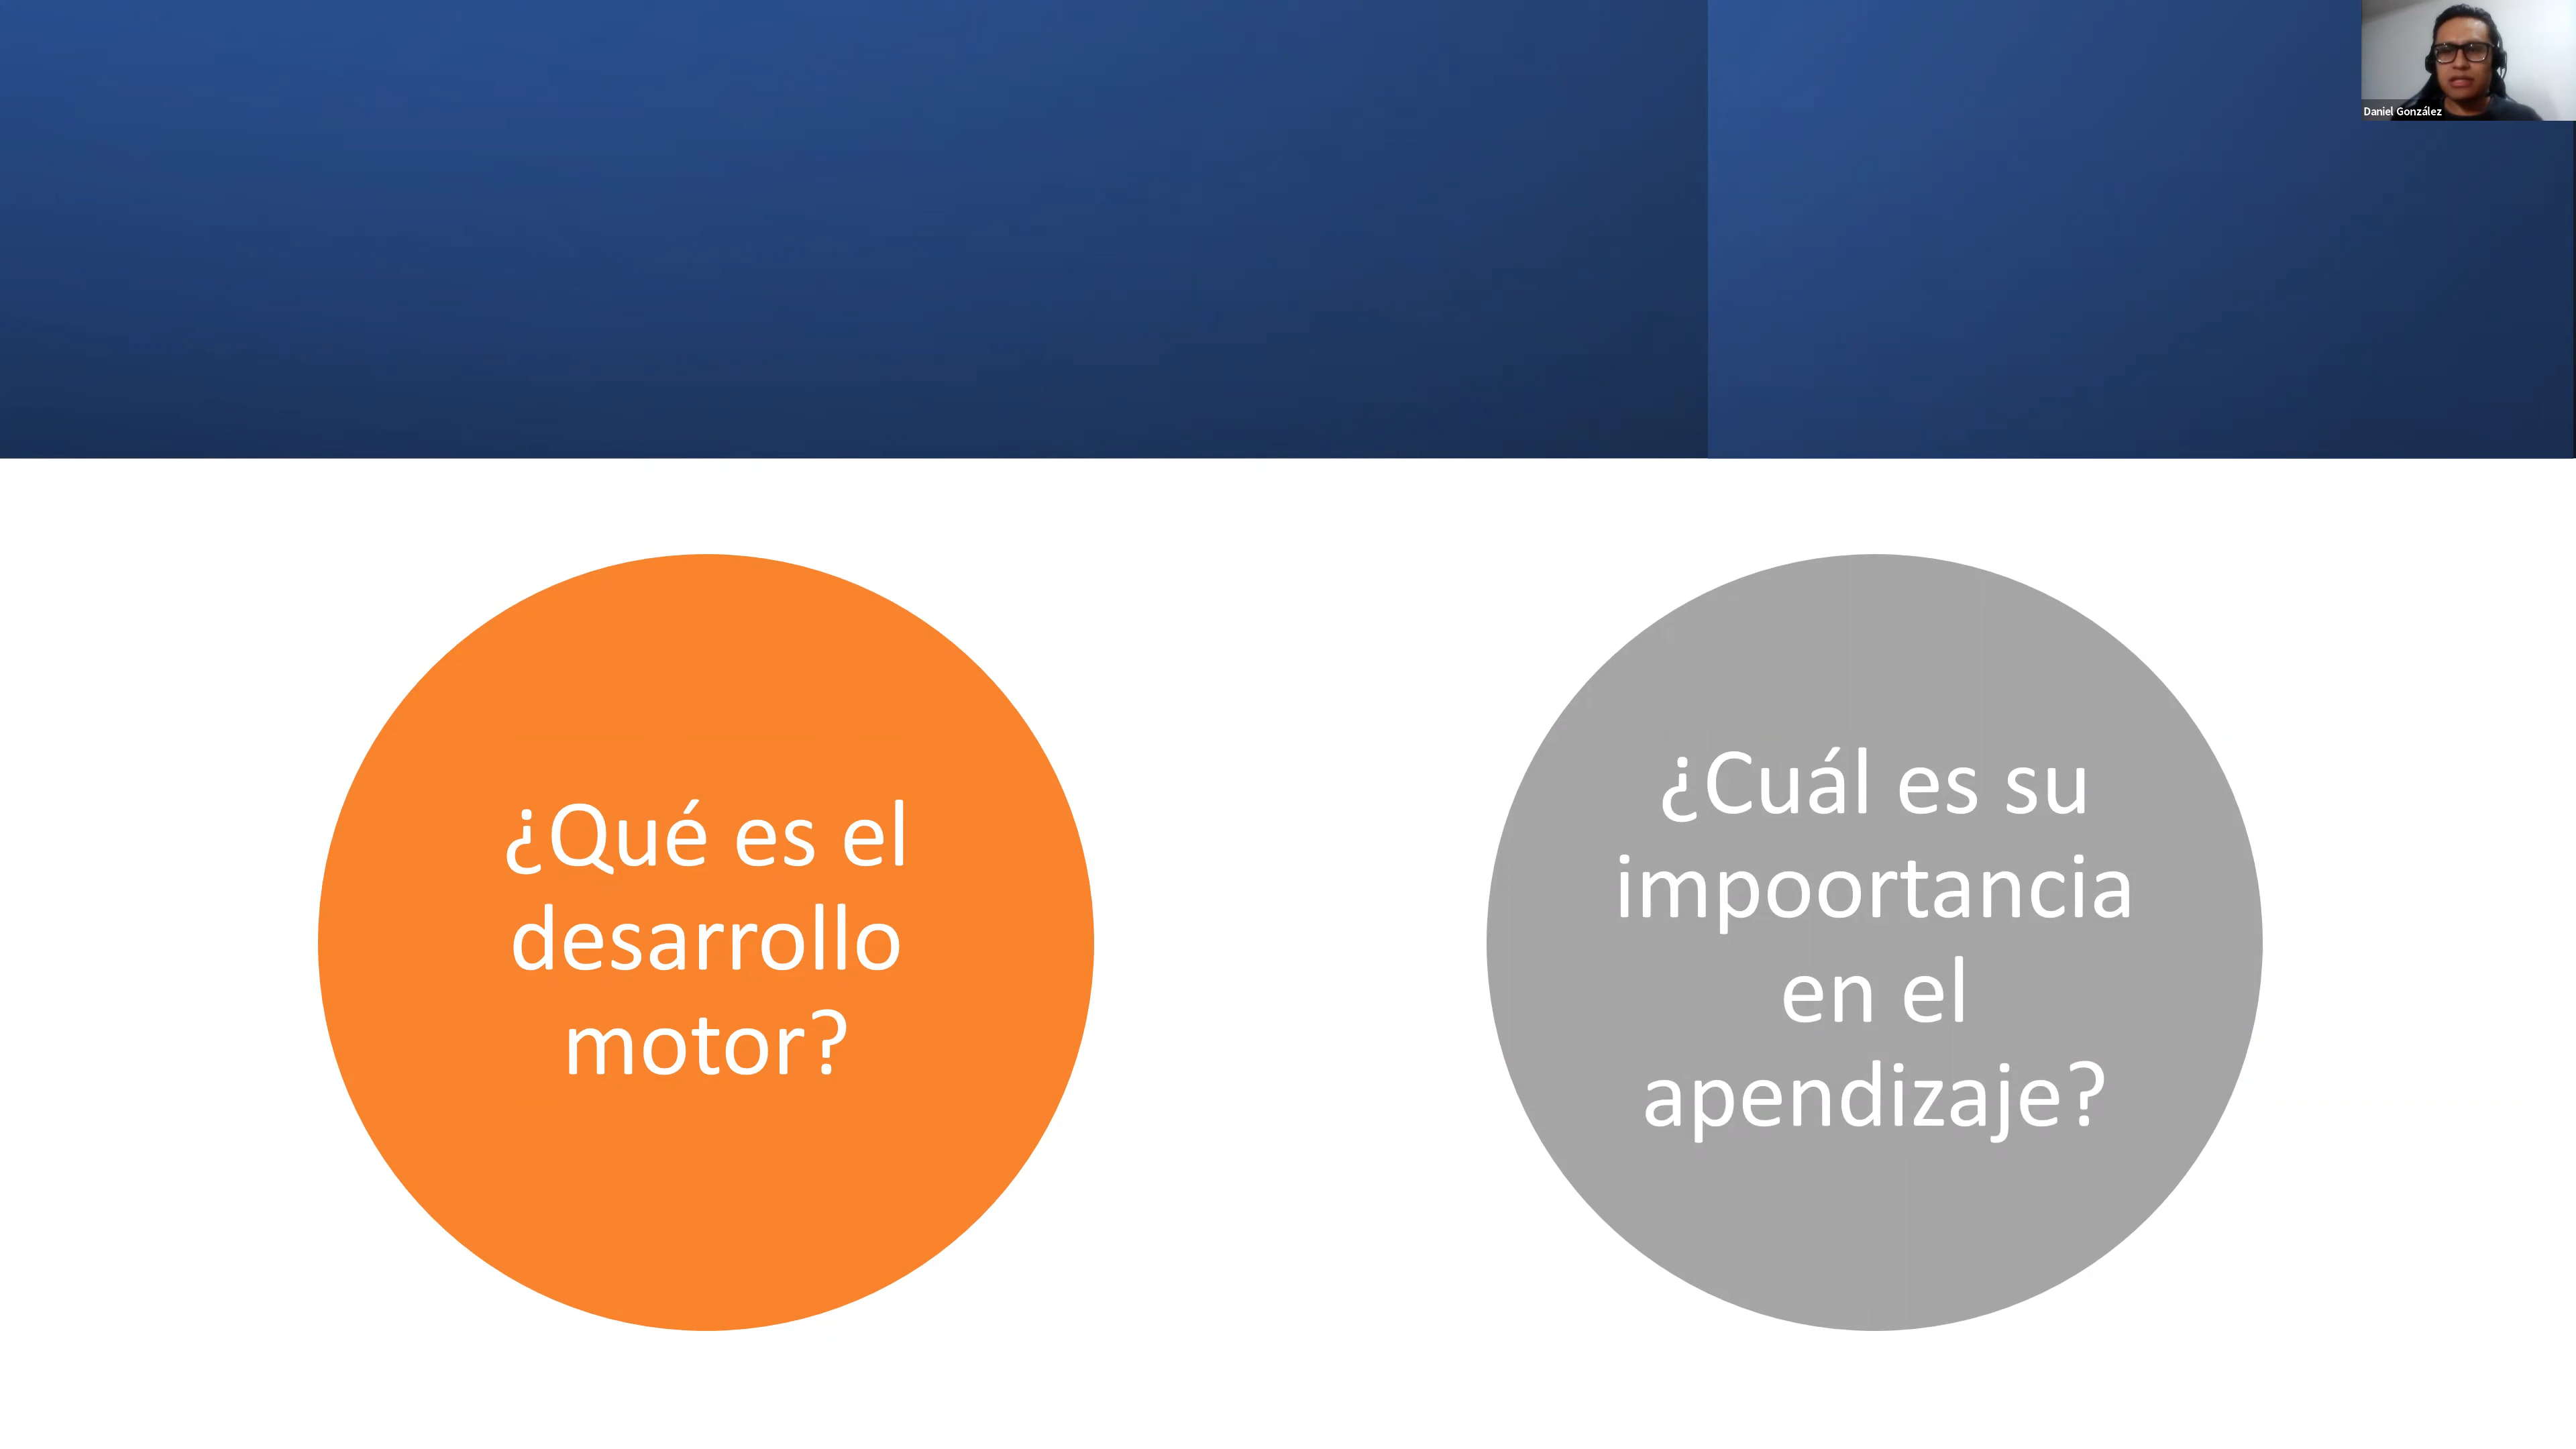 Daniel González
¿Qué es el
desarrollo
motor?
¿Cuál es su
impoortancia
en el
apendizaje?